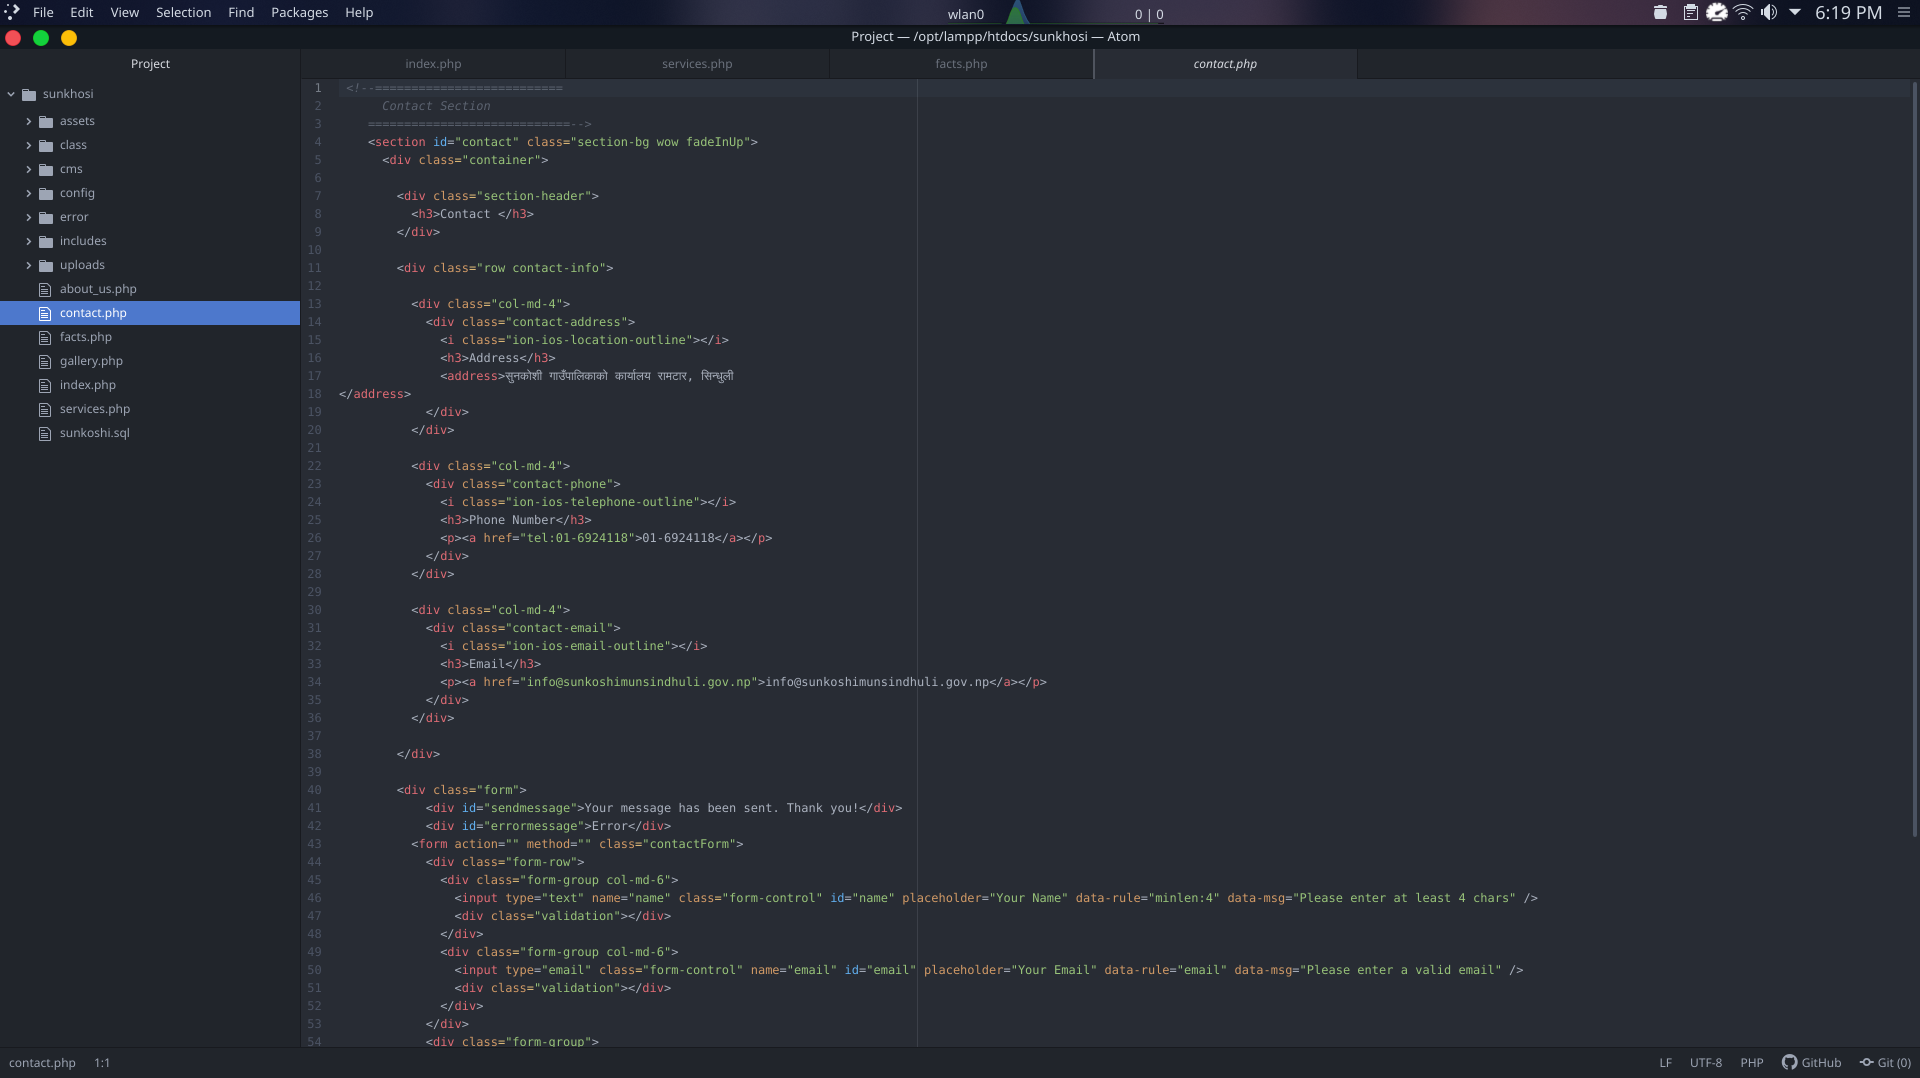 File Edit View Selection Find Packages Help
wlan0
0 | 0
6:19 PM
Project — /opt/lampp/htdocs/sunkhosi — Atom
Project
index.php services.php facts.php contact.php
sunkhosi
assets
class
cms
config
error
includes
uploads
about_us.php
contact.php
facts.php
gallery.php
index.php
services.php
sunkoshi.sql
1 <!--==========================
2 Contact Section
3 ============================-->
4 <section id="contact" class="section-bg wow fadeInUp">
5 <div class="container">
6
7 <div class="section-header">
8 <h3>Contact </h3>
9 </div>
10
11 <div class="row contact-info">
12
13 <div class="col-md-4">
14 <div class="contact-address">
15 <i class="ion-ios-location-outline"></i>
16 <h3>Address</h3>
17 <address>सुनकोशी गाउँपालिकाको कार्यालय रामटार, सिन्धुली
18 </address>
19 </div>
20 </div>
21
22 <div class="col-md-4">
23 <div class="contact-phone">
24 <i class="ion-ios-telephone-outline"></i>
25 <h3>Phone Number</h3>
26 <p><a href="tel:01-6924118">01-6924118</a></p>
27 </div>
28 </div>
29
30 <div class="col-md-4">
31 <div class="contact-email">
32 <i class="ion-ios-email-outline"></i>
33 <h3>Email</h3>
34 <p><a href="info@sunkoshimunsindhuli.gov.np">info@sunkoshimunsindhuli.gov.np</a></p>
35 </div>
36 </div>
37
38 </div>
39
40 <div class="form">
41 <div id="sendmessage">Your message has been sent. Thank you!</div>
42 <div id="errormessage">Error</div>
43 <form action="" method="" class="contactForm">
44 <div class="form-row">
45 <div class="form-group col-md-6">
46 <input type="text" name="name" class="form-control" id="name" placeholder="Your Name" data-rule="minlen:4" data-msg="Please enter at least 4 chars" />
47 <div class="validation"></div>
48 </div>
49 <div class="form-group col-md-6">
50 <input type="email" class="form-control" name="email" id="email" placeholder="Your Email" data-rule="email" data-msg="Please enter a valid email" />
51 <div class="validation"></div>
52 </div>
53 </div>
54 <div class="form-group">
contact.php 1:1
LF UTF-8 PHP GitHub Git (0)